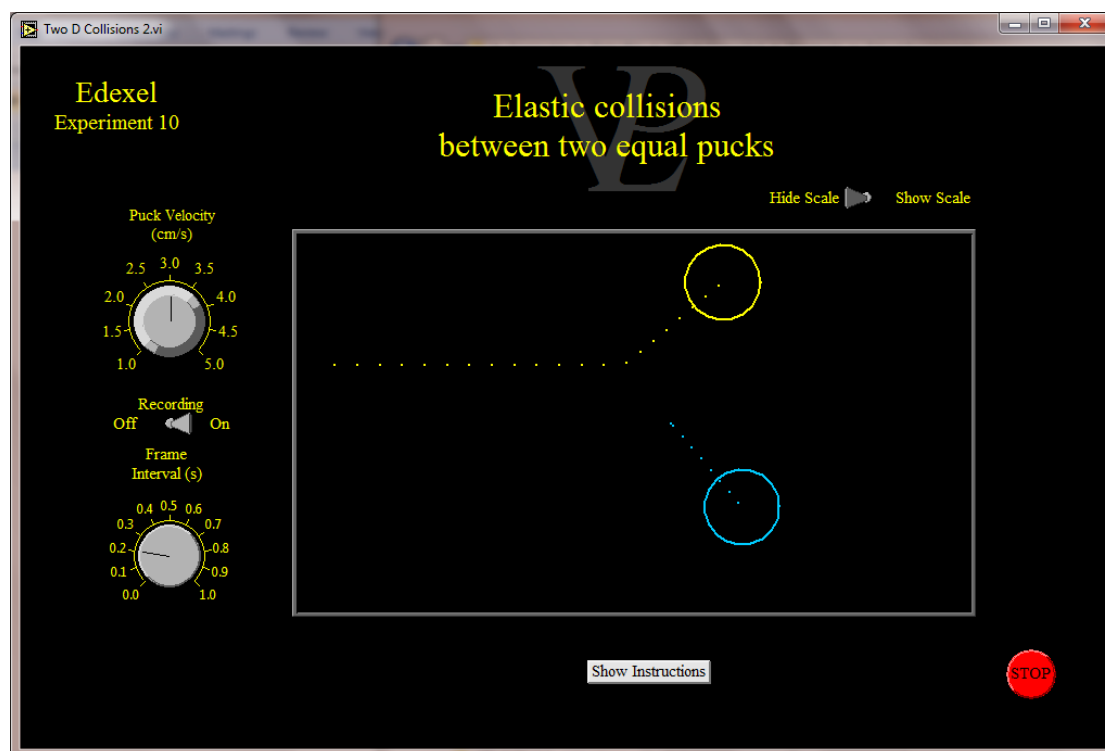 Two D Collisions 2.vi
Edexel
Experiment 10
VPL
Elastic collisions
between two equal pucks
Hide Scale
Show Scale
Puck Velocity
(cm/s)
1.0
1.5
2.0
2.5
3.0
3.5
4.0
4.5
5.0
Recording
Off
On
Frame
Interval (s)
0.0
0.1
0.2
0.3
0.4
0.5
0.6
0.7
0.8
0.9
1.0
Show Instructions
STOP